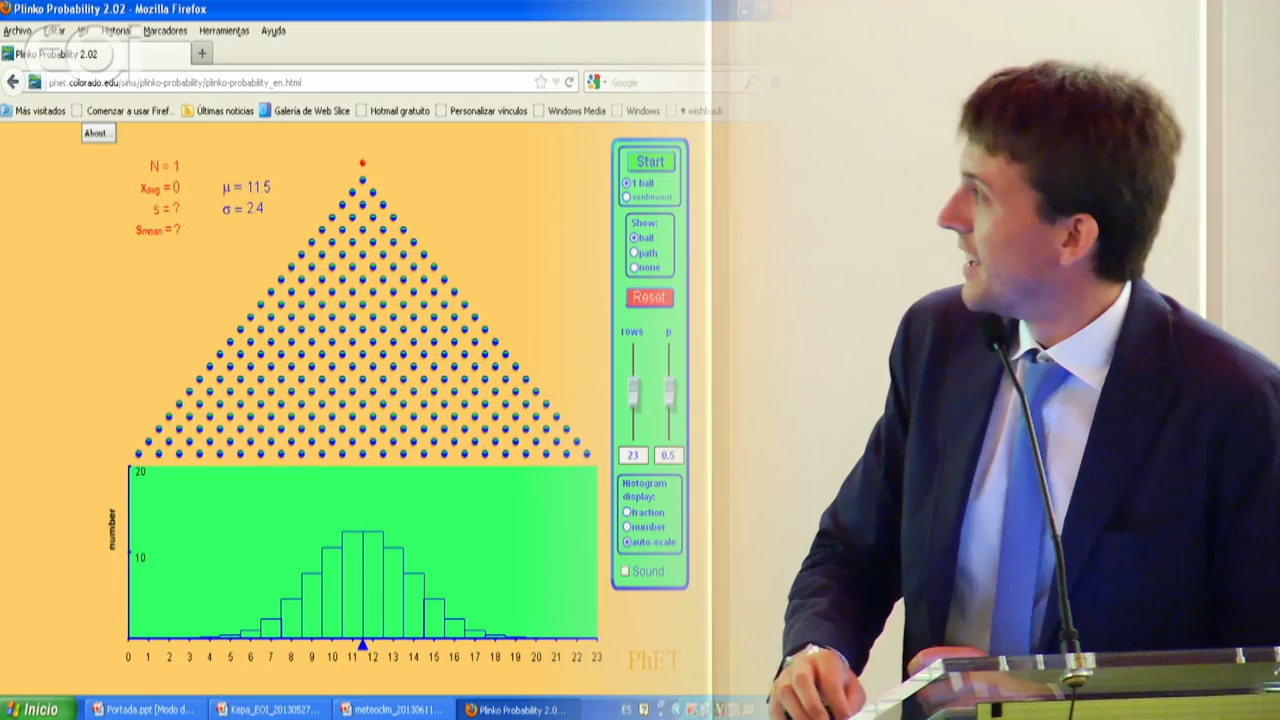 Plinko Probability 2.02 - Mozilla Firefox
Archivo Editar Ver Historial Marcadores Herramientas Ayuda
Plinko Probability 2.02
+
phet.colorado.edu/sims/plinko-probability/plinko-probability_en.html
Google
Más visitados Comenzar a usar Firef... Últimas noticias Galería de Web Slice Hotmail gratuito Personalizar vínculos Windows Media Windows wishbuuk
About...
N = 1
xavg = 0 μ = 11.5
s = ? σ = 2.4
smean = ?
Start
1 ball
continuous
Show:
ball
path
none
Reset
rows p
23 0.5
Histogram
display:
fraction
number
auto-scale
Sound
20
number
10
0 1 2 3 4 5 6 7 8 9 10 11 12 13 14 15 16 17 18 19 20 21 22 23
PhET
Inicio Portada.ppt [Modo d... Kepa_EOI_20130527... meteoclim_20130611... Plinko Probability 2.0... ES